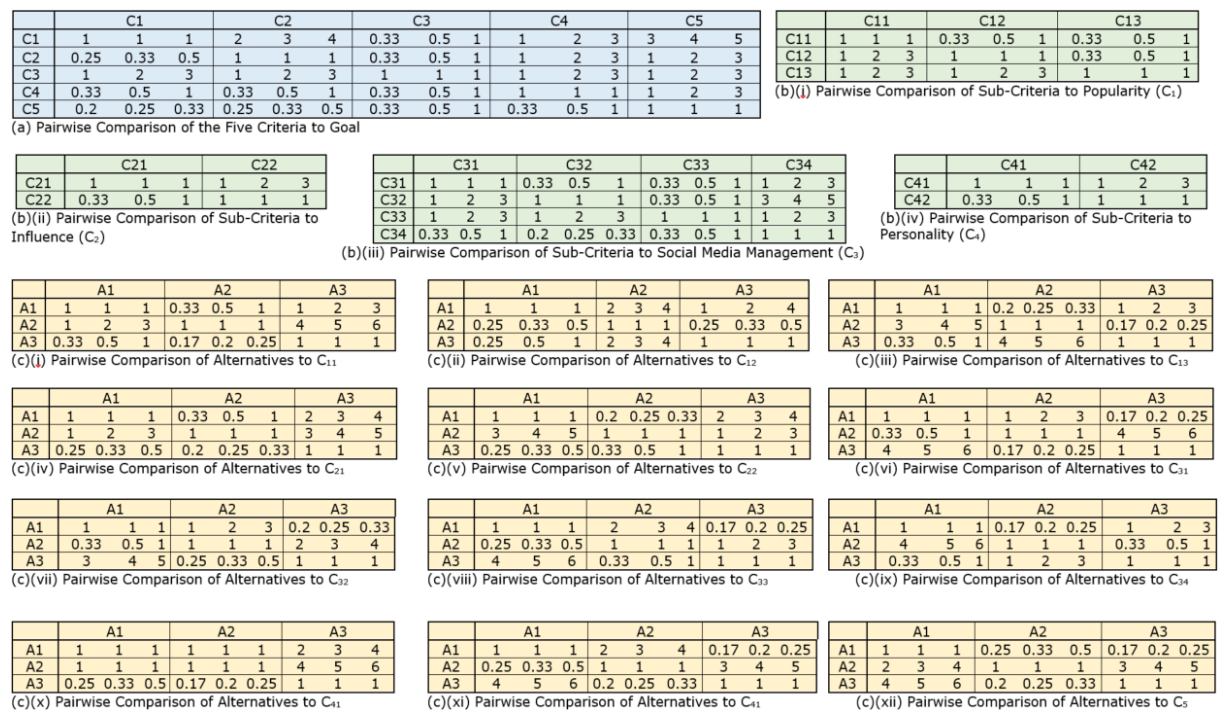 C1 C2 C3 C4 C5
C1 1 1 1 2 3 4 0.33 0.5 1 1 2 3 3 4 5
C2 0.25 0.33 0.5 1 1 1 0.33 0.5 1 1 2 3 1 2 3
C3 1 2 3 1 2 3 1 1 1 1 2 3 1 2 3
C4 0.33 0.5 1 0.33 0.5 1 0.33 0.5 1 1 1 1 1 2 3
C5 0.2 0.25 0.33 0.25 0.33 0.5 0.33 0.5 1 0.33 0.5 1 1 1 1
(a) Pairwise Comparison of the Five Criteria to Goal
C11 C12 C13
C11 1 1 1 0.33 0.5 1 0.33 0.5 1
C12 1 2 3 1 1 1 0.33 0.5 1
C13 1 2 3 1 2 3 1 1 1
(b)(i) Pairwise Comparison of Sub-Criteria to Popularity (C₁)
C21 C22
C21 1 1 1 1 2 3
C22 0.33 0.5 1 1 1 1
(b)(ii) Pairwise Comparison of Sub-Criteria to
Influence (C₂)
C31 C32 C33 C34
C31 1 1 1 0.33 0.5 1 0.33 0.5 1 1 2 3
C32 1 2 3 1 1 1 0.33 0.5 1 3 4 5
C33 1 2 3 1 2 3 1 1 1 1 2 3
C34 0.33 0.5 1 0.2 0.25 0.33 0.33 0.5 1 1 1 1
(b)(iii) Pairwise Comparison of Sub-Criteria to Social Media Management (C₃)
C41 C42
C41 1 1 1 1 2 3
C42 0.33 0.5 1 1 1 1
(b)(iv) Pairwise Comparison of Sub-Criteria to
Personality (C₄)
A1 A2 A3
A1 1 1 1 0.33 0.5 1 1 2 3
A2 1 2 3 1 1 1 4 5 6
A3 0.33 0.5 1 0.17 0.2 0.25 1 1 1
(c)(i) Pairwise Comparison of Alternatives to C₁₁
A1 A2 A3
A1 1 1 1 2 3 4 1 2 4
A2 0.25 0.33 0.5 1 1 1 0.25 0.33 0.5
A3 0.25 0.5 1 2 3 4 1 1 1
(c)(ii) Pairwise Comparison of Alternatives to C₁₂
A1 A2 A3
A1 1 1 1 0.2 0.25 0.33 1 2 3
A2 3 4 5 1 1 1 0.17 0.2 0.25
A3 0.33 0.5 1 4 5 6 1 1 1
(c)(iii) Pairwise Comparison of Alternatives to C₁₃
A1 A2 A3
A1 1 1 1 0.33 0.5 1 2 3 4
A2 1 2 3 1 1 1 3 4 5
A3 0.25 0.33 0.5 0.2 0.25 0.33 1 1 1
(c)(iv) Pairwise Comparison of Alternatives to C₂₁
A1 A2 A3
A1 1 1 1 0.2 0.25 0.33 2 3 4
A2 3 4 5 1 1 1 1 2 3
A3 0.25 0.33 0.5 0.33 0.5 1 1 1 1
(c)(v) Pairwise Comparison of Alternatives to C₂₂
A1 A2 A3
A1 1 1 1 1 2 3 0.17 0.2 0.25
A2 0.33 0.5 1 1 1 1 4 5 6
A3 4 5 6 0.17 0.2 0.25 1 1 1
(c)(vi) Pairwise Comparison of Alternatives to C₃₁
A1 A2 A3
A1 1 1 1 1 2 3 0.2 0.25 0.33
A2 0.33 0.5 1 1 1 1 2 3 4
A3 3 4 5 0.25 0.33 0.5 1 1 1
(c)(vii) Pairwise Comparison of Alternatives to C₃₂
A1 A2 A3
A1 1 1 1 2 3 4 0.17 0.2 0.25
A2 0.25 0.33 0.5 1 1 1 1 2 3
A3 4 5 6 0.33 0.5 1 1 1 1
(c)(viii) Pairwise Comparison of Alternatives to C₃₃
A1 A2 A3
A1 1 1 1 0.17 0.2 0.25 1 2 3
A2 4 5 6 1 1 1 0.33 0.5 1
A3 0.33 0.5 1 1 2 3 1 1 1
(c)(ix) Pairwise Comparison of Alternatives to C₃₄
A1 A2 A3
A1 1 1 1 1 1 1 2 3 4
A2 1 1 1 1 1 1 4 5 6
A3 0.25 0.33 0.5 0.17 0.2 0.25 1 1 1
(c)(x) Pairwise Comparison of Alternatives to C₄₁
A1 A2 A3
A1 1 1 1 2 3 4 0.17 0.2 0.25
A2 0.25 0.33 0.5 1 1 1 3 4 5
A3 4 5 6 0.2 0.25 0.33 1 1 1
(c)(xi) Pairwise Comparison of Alternatives to C₄₁
A1 A2 A3
A1 1 1 1 0.25 0.33 0.5 0.17 0.2 0.25
A2 2 3 4 1 1 1 3 4 5
A3 4 5 6 0.2 0.25 0.33 1 1 1
(c)(xii) Pairwise Comparison of Alternatives to C₅